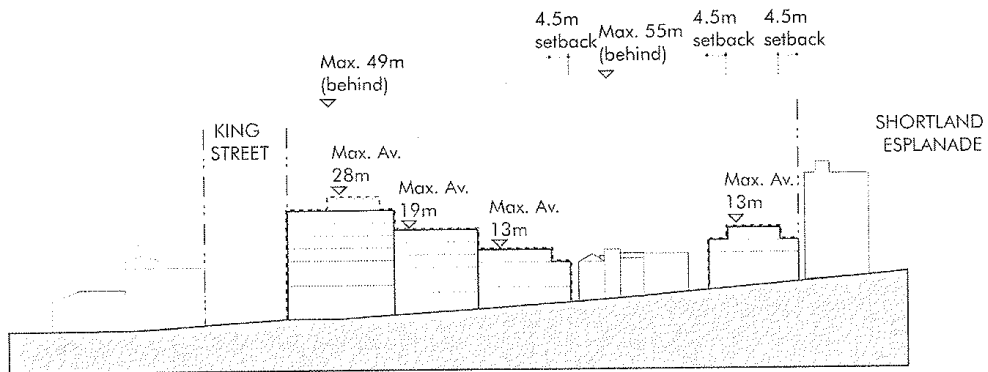 4.5m
setback
Max. 55m
(behind)
4.5m
setback
4.5m
setback
Max. 49m
(behind)
KING
STREET
SHORTLAND
ESPLANADE
Max. Av.
28m
Max. Av.
19m
Max. Av.
13m
Max. Av.
13m